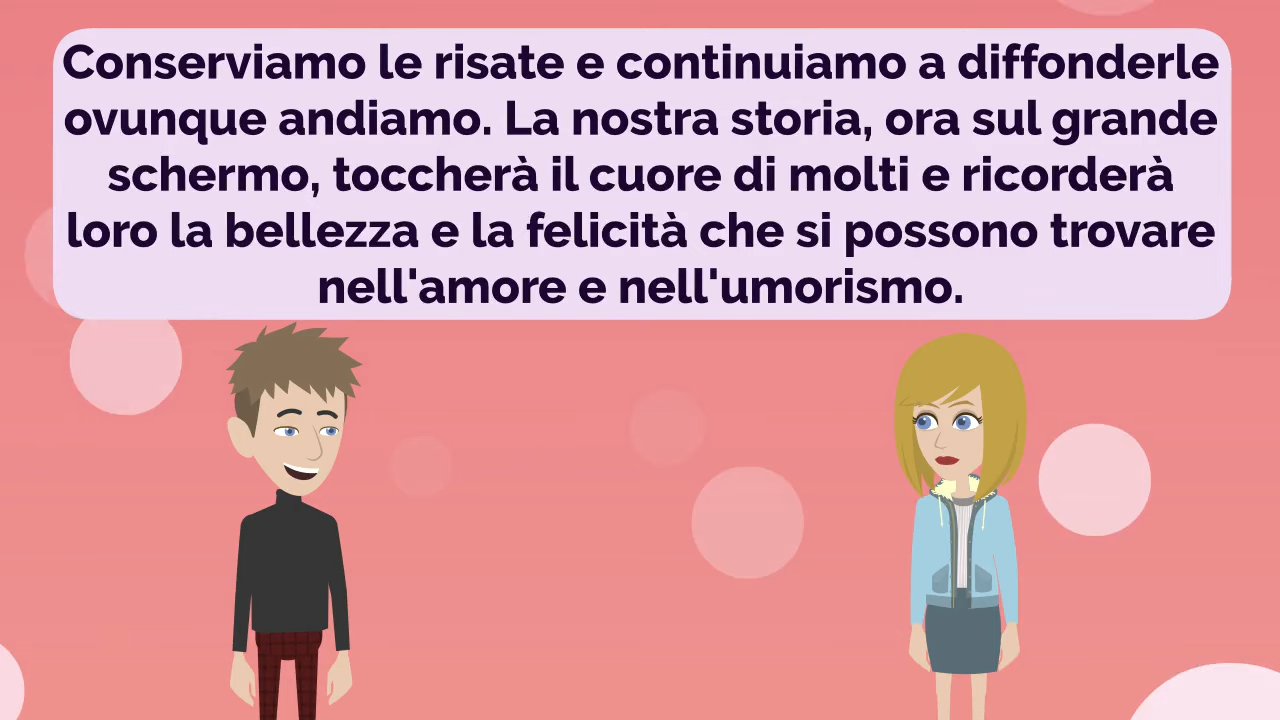 Conserviamo le risate e continuiamo a diffonderle
ovunque andiamo. La nostra storia, ora sul grande
schermo, toccherà il cuore di molti e ricorderà
loro la bellezza e la felicità che si possono trovare
nell'amore e nell'umorismo.